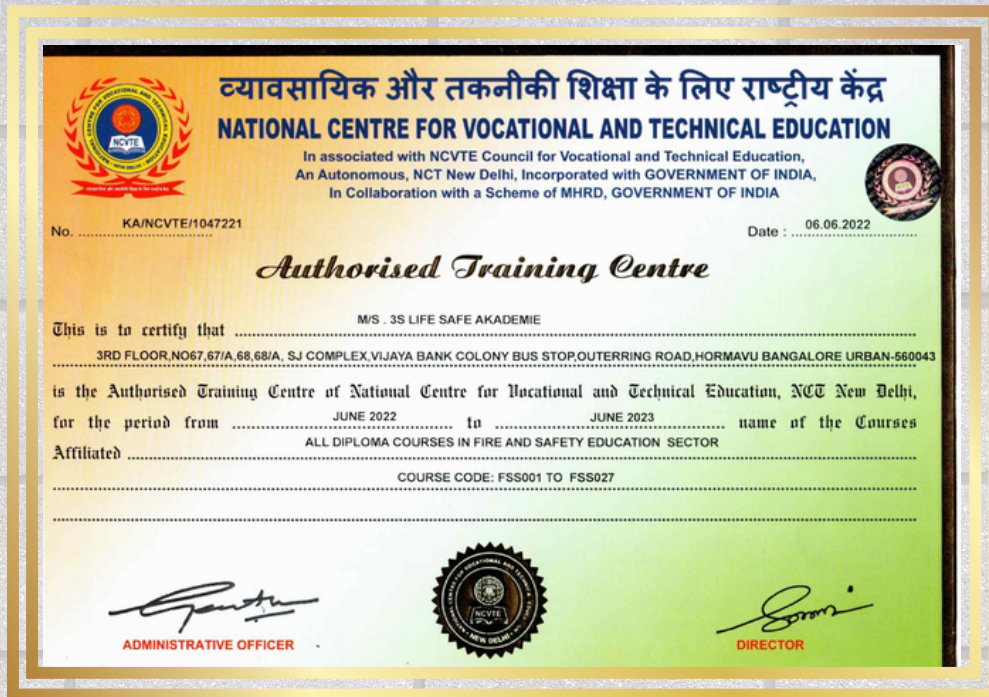 व्यावसायिक और तकनीकी शिक्षा के लिए राष्ट्रीय केंद्र
NATIONAL CENTRE FOR VOCATIONAL AND TECHNICAL EDUCATION
In associated with NCVTE Council for Vocational and Technical Education,
An Autonomous, NCT New Delhi, Incorporated with GOVERNMENT OF INDIA,
In Collaboration with a Scheme of MHRD, GOVERNMENT OF INDIA
NCVTE
No. KA/NCVTE/1047221
Date : 06.06.2022
Authorised Training Centre
This is to certify that M/S . 3S LIFE SAFE AKADEMIE
3RD FLOOR,NO67,67/A,68,68/A, SJ COMPLEX,VIJAYA BANK COLONY BUS STOP,OUTERRING ROAD,HORMAVU BANGALORE URBAN-560043
is the Authorised Training Centre of National Centre for Vocational and Technical Education, NCT New Delhi,
for the period from JUNE 2022 to JUNE 2023 name of the Courses
Affiliated ALL DIPLOMA COURSES IN FIRE AND SAFETY EDUCATION SECTOR
COURSE CODE: FSS001 TO FSS027
NCVTE
NEW DELHI
ADMINISTRATIVE OFFICER
DIRECTOR